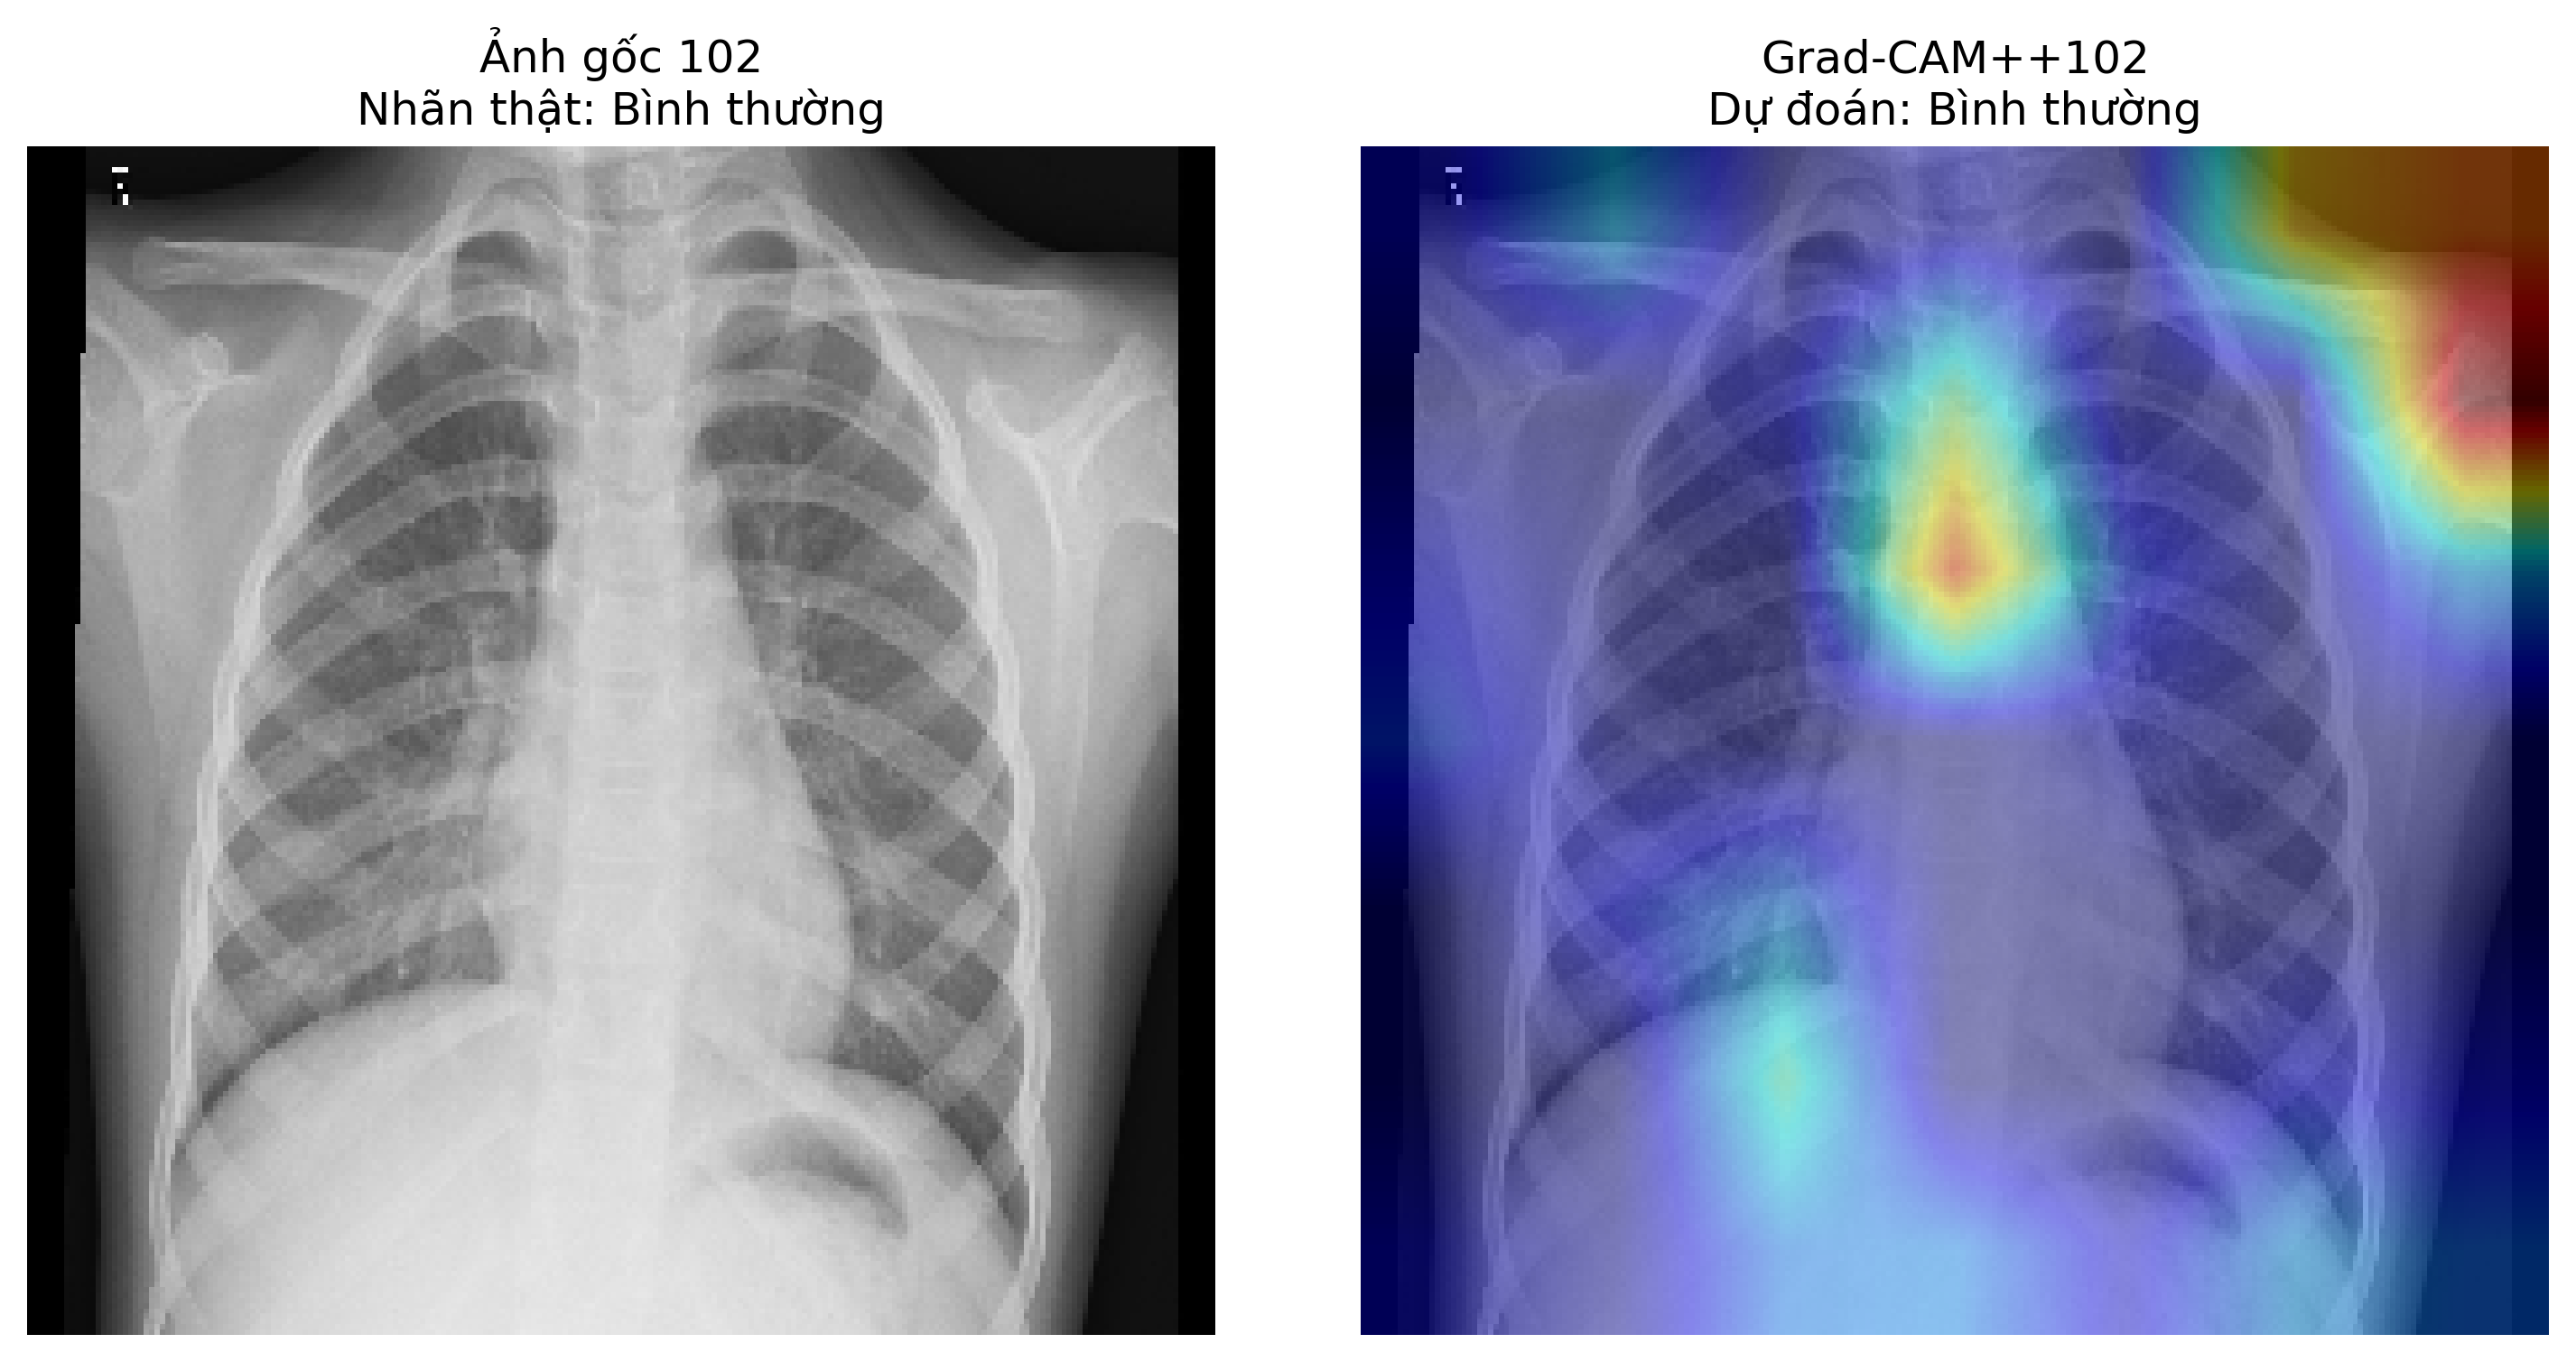 Ảnh gốc 102
Nhãn thật: Bình thường
Grad-CAM++102
Dự đoán: Bình thường